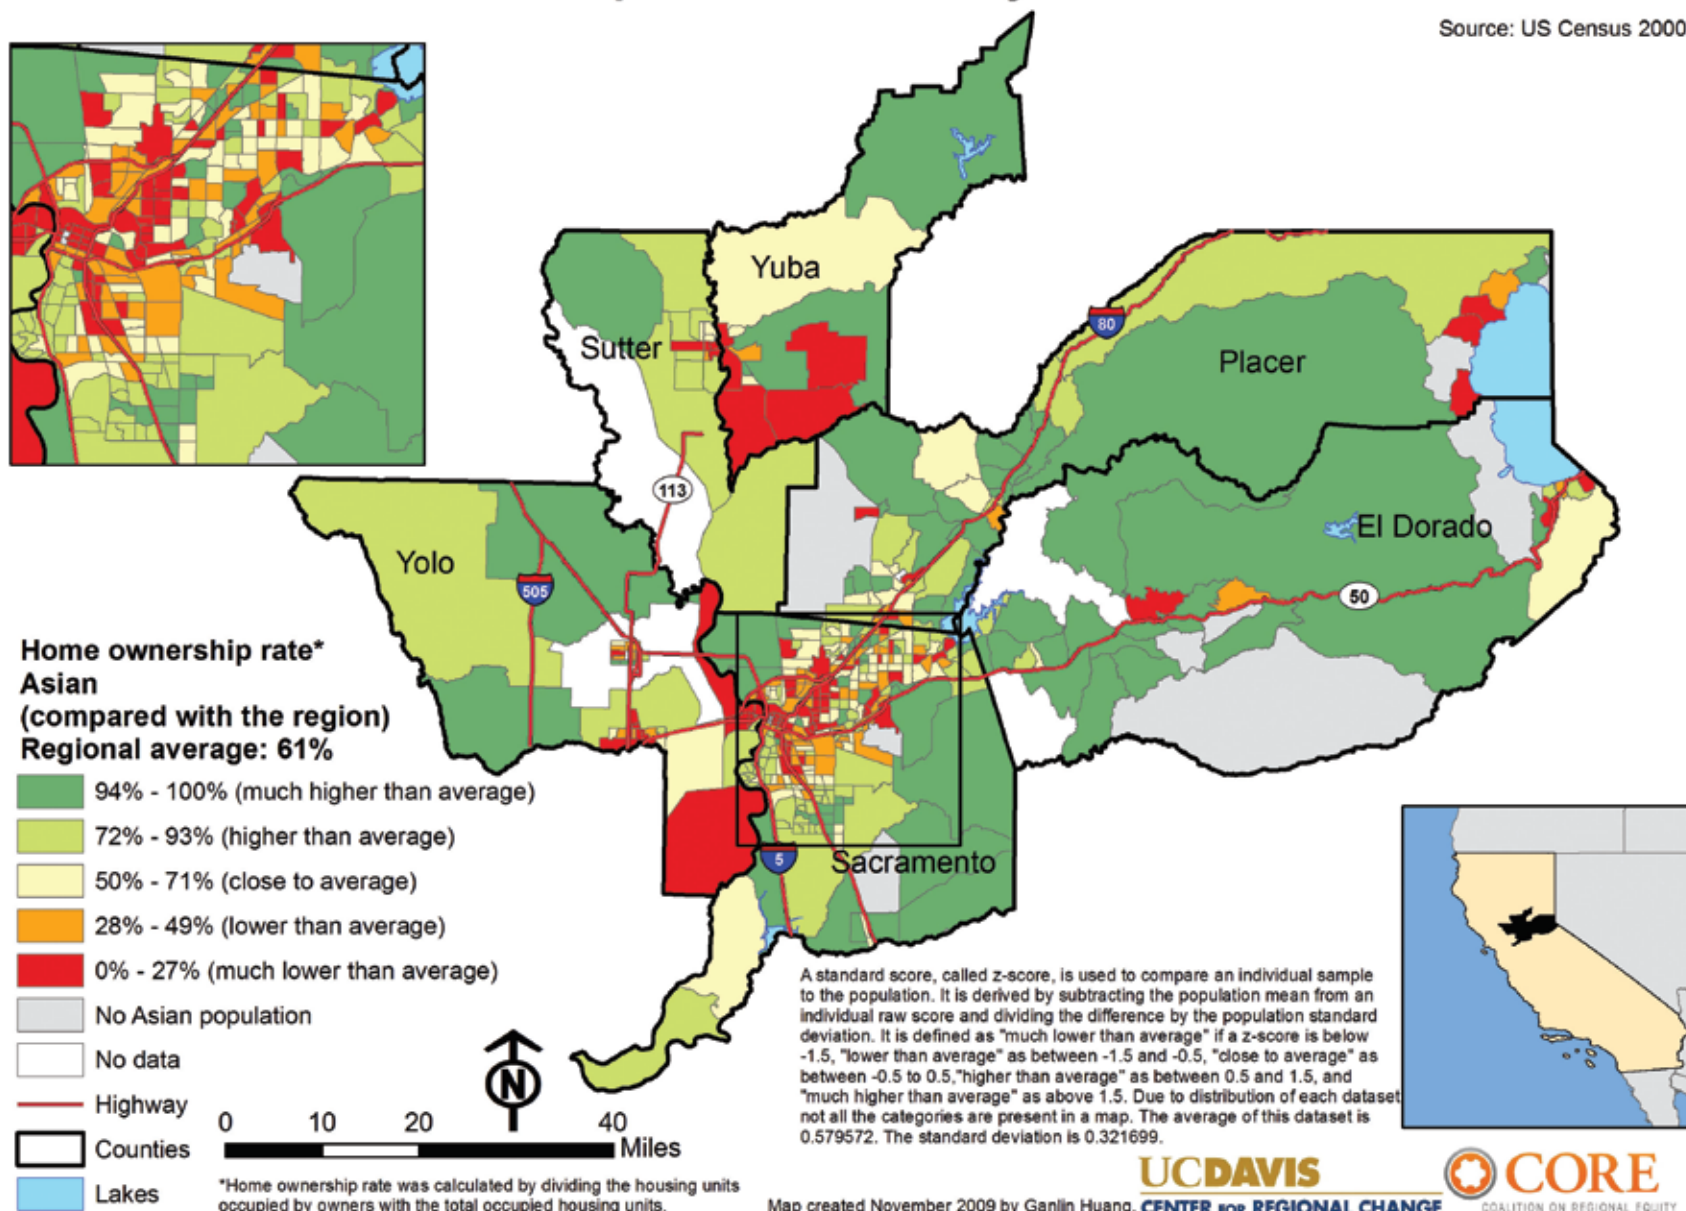 Source: US Census 2000
Yuba
Sutter
80
Placer
113
Yolo
505
El Dorado
50
5
Sacramento
Home ownership rate*
Asian
(compared with the region)
Regional average: 61%
94% - 100% (much higher than average)
72% - 93% (higher than average)
50% - 71% (close to average)
28% - 49% (lower than average)
0% - 27% (much lower than average)
No Asian population
No data
Highway
Counties
Lakes
N
0 10 20 40
Miles
*Home ownership rate was calculated by dividing the housing units
occupied by owners with the total occupied housing units.
A standard score, called z-score, is used to compare an individual sample
to the population. It is derived by subtracting the population mean from an
individual raw score and dividing the difference by the population standard
deviation. It is defined as "much lower than average" if a z-score is below
-1.5, "lower than average" as between -1.5 and -0.5, "close to average" as
between -0.5 to 0.5,"higher than average" as between 0.5 and 1.5, and
"much higher than average" as above 1.5. Due to distribution of each dataset
not all the categories are present in a map. The average of this dataset is
0.579572. The standard deviation is 0.321699.
Map created November 2009 by Ganlin Huang.
UCDAVIS
CENTER FOR REGIONAL CHANGE
CORE
COALITION ON REGIONAL EQUITY